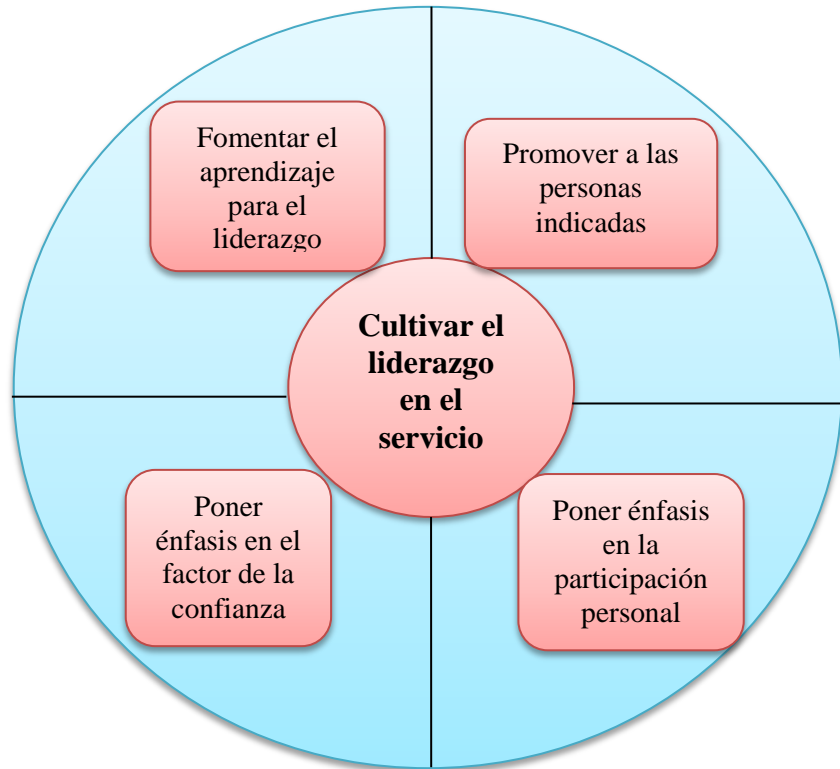 Fomentar el
aprendizaje
para el
liderazgo
Promover a las
personas
indicadas
Cultivar el
liderazgo
en el
servicio
Poner
énfasis en el
factor de la
confianza
Poner énfasis
en la
participación
personal